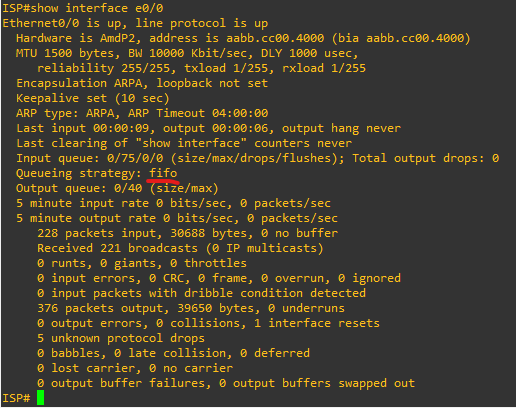 ISP#show interface e0/0
Ethernet0/0 is up, line protocol is up
  Hardware is AmdP2, address is aabb.cc00.4000 (bia aabb.cc00.4000)
  MTU 1500 bytes, BW 10000 Kbit/sec, DLY 1000 usec,
     reliability 255/255, txload 1/255, rxload 1/255
  Encapsulation ARPA, loopback not set
  Keepalive set (10 sec)
  ARP type: ARPA, ARP Timeout 04:00:00
  Last input 00:00:09, output 00:00:06, output hang never
  Last clearing of "show interface" counters never
  Input queue: 0/75/0/0 (size/max/drops/flushes); Total output drops: 0
  Queueing strategy: fifo
  Output queue: 0/40 (size/max)
  5 minute input rate 0 bits/sec, 0 packets/sec
  5 minute output rate 0 bits/sec, 0 packets/sec
     228 packets input, 30688 bytes, 0 no buffer
     Received 221 broadcasts (0 IP multicasts)
     0 runts, 0 giants, 0 throttles
     0 input errors, 0 CRC, 0 frame, 0 overrun, 0 ignored
     0 input packets with dribble condition detected
     376 packets output, 39650 bytes, 0 underruns
     0 output errors, 0 collisions, 1 interface resets
     5 unknown protocol drops
     0 babbles, 0 late collision, 0 deferred
     0 lost carrier, 0 no carrier
     0 output buffer failures, 0 output buffers swapped out
ISP#